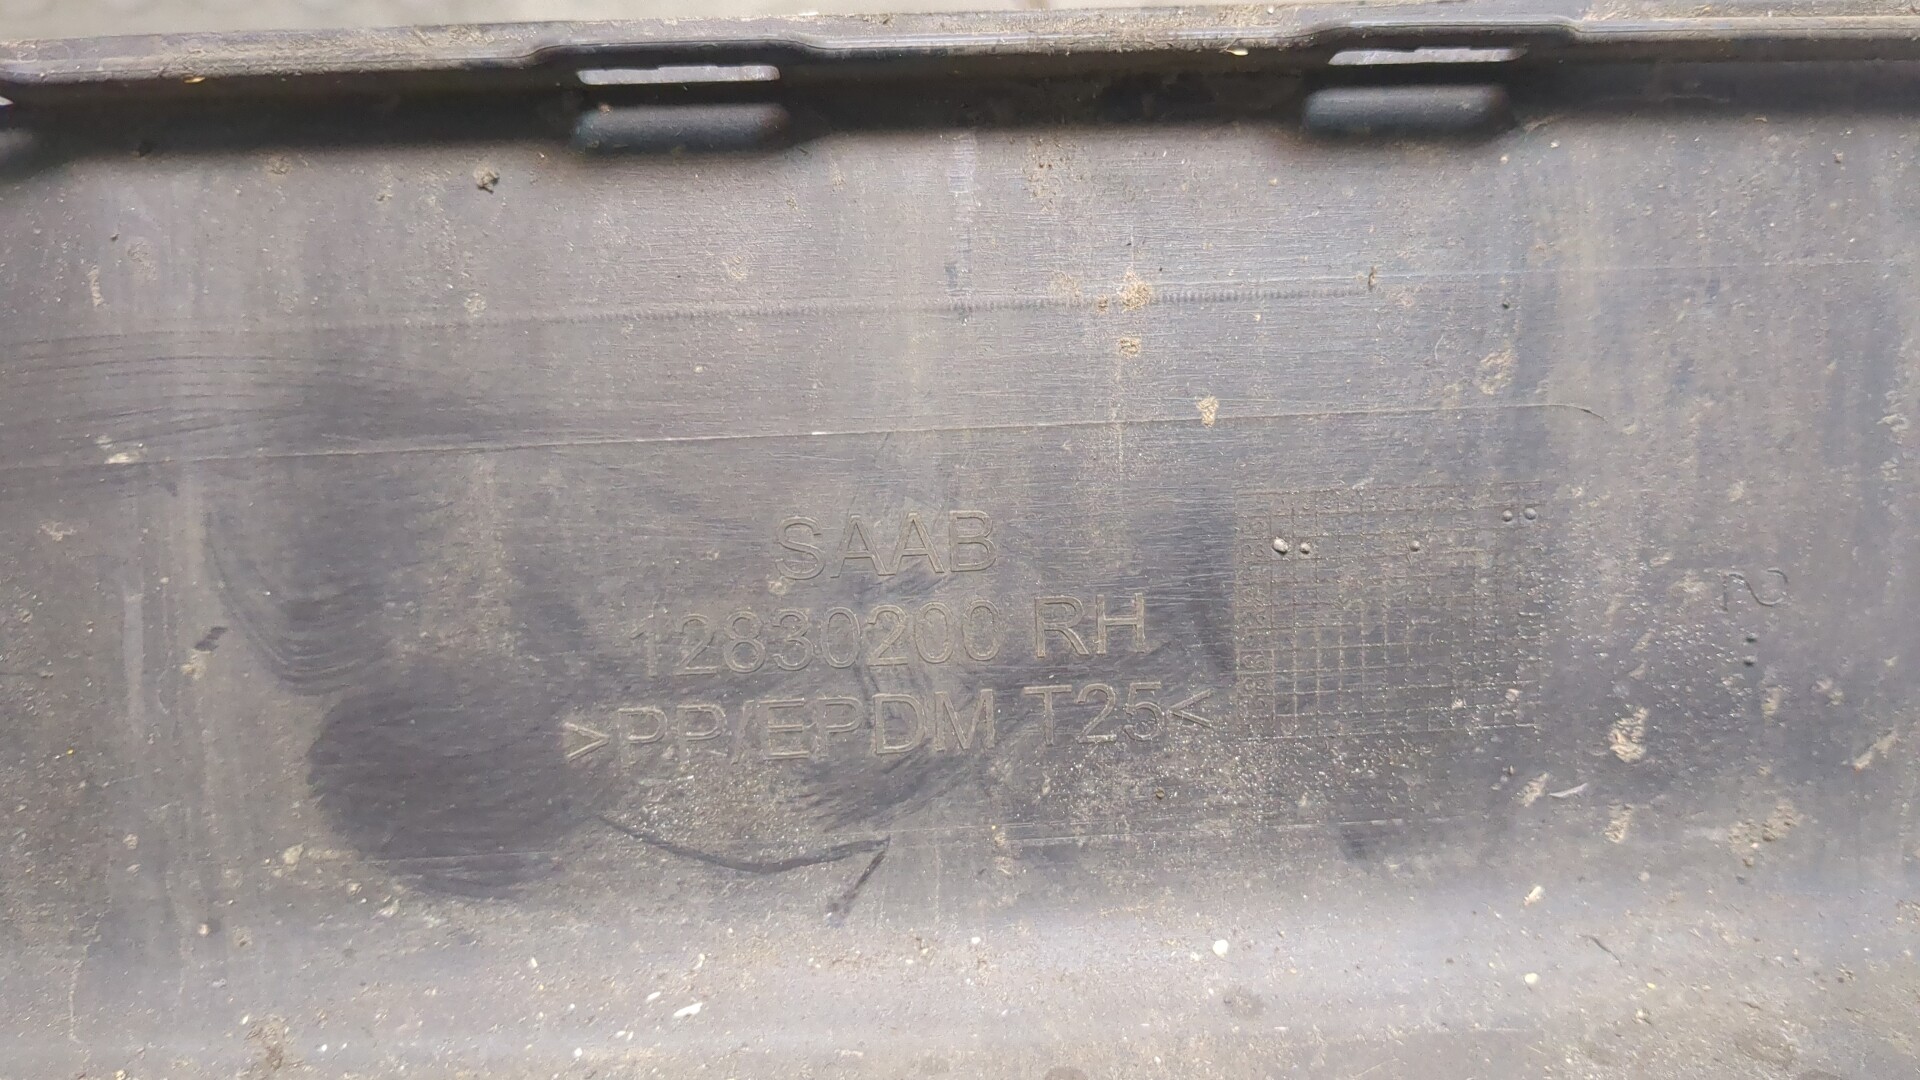 SAAB
12830200 RH
>PP/EPDM T25<